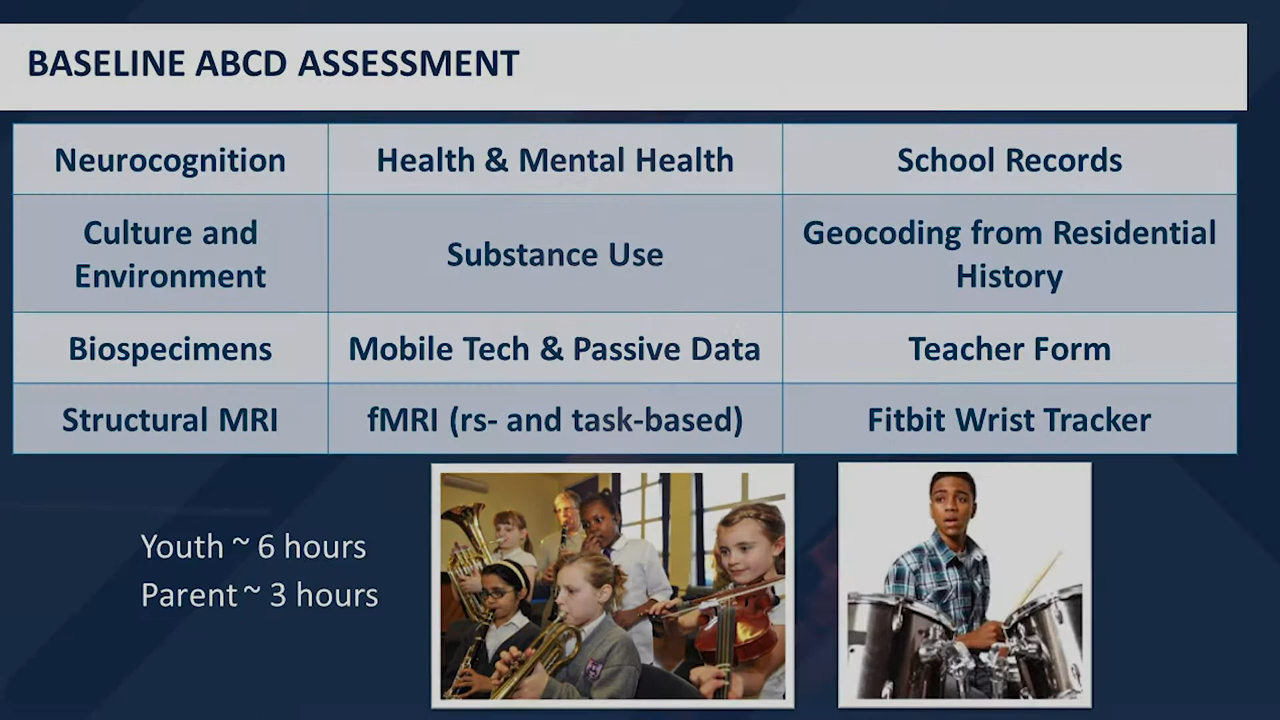 BASELINE ABCD ASSESSMENT
Neurocognition
Health & Mental Health
School Records
Culture and
Environment
Substance Use
Geocoding from Residential
History
Biospecimens
Mobile Tech & Passive Data
Teacher Form
Structural MRI
fMRI (rs- and task-based)
Fitbit Wrist Tracker
Youth ~ 6 hours
Parent ~ 3 hours